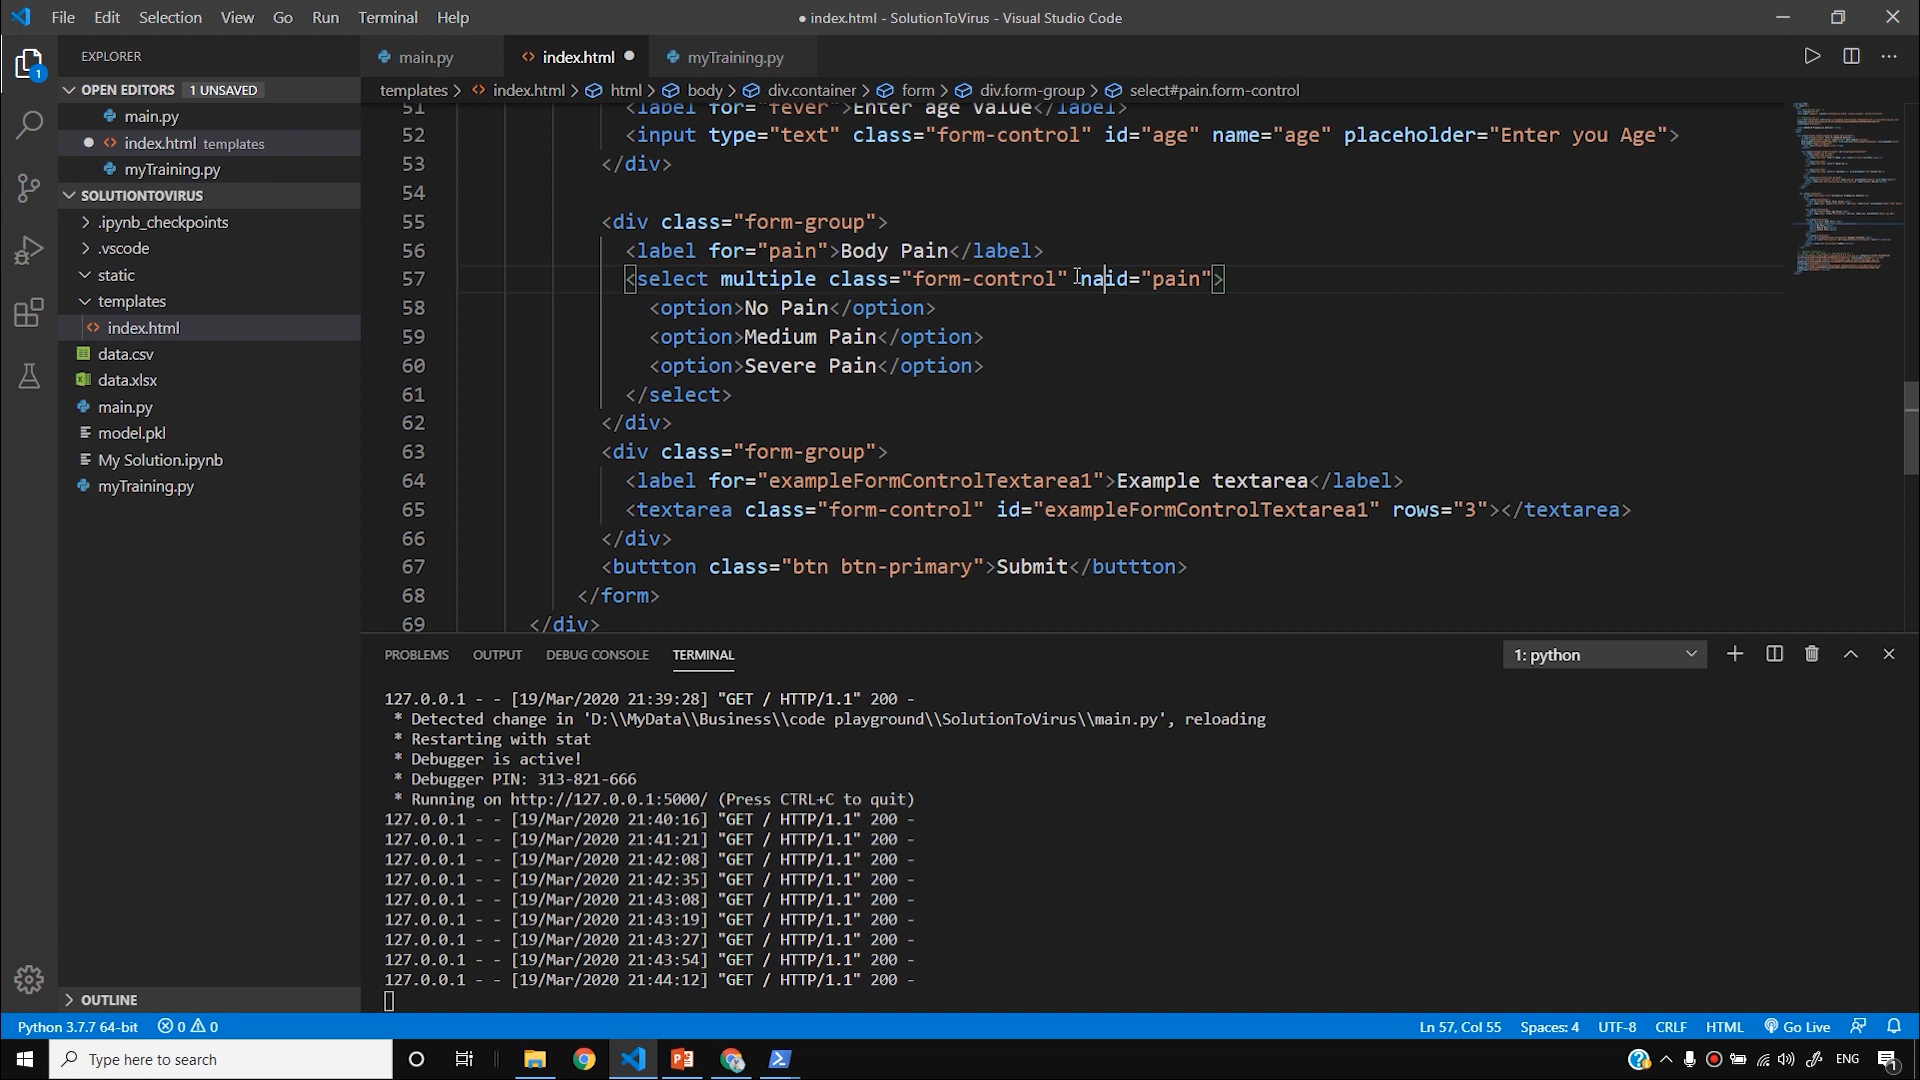 File Edit Selection View Go Run Terminal Help
● index.html - SolutionToVirus - Visual Studio Code
EXPLORER
OPEN EDITORS 1 UNSAVED
main.py
index.html templates
myTraining.py
SOLUTIONTOVIRUS
.ipynb_checkpoints
.vscode
static
templates
index.html
data.csv
data.xlsx
main.py
model.pkl
My Solution.ipynb
myTraining.py
OUTLINE
main.py index.html myTraining.py
templates > index.html > html > body > div.container > form > div.form-group > select#pain.form-control
51 <label for="fever">Enter age value</label>
52 <input type="text" class="form-control" id="age" name="age" placeholder="Enter you Age">
53 </div>
54
55 <div class="form-group">
56 <label for="pain">Body Pain</label>
57 <select multiple class="form-control" naid="pain">
58 <option>No Pain</option>
59 <option>Medium Pain</option>
60 <option>Severe Pain</option>
61 </select>
62 </div>
63 <div class="form-group">
64 <label for="exampleFormControlTextarea1">Example textarea</label>
65 <textarea class="form-control" id="exampleFormControlTextarea1" rows="3"></textarea>
66 </div>
67 <buttton class="btn btn-primary">Submit</buttton>
68 </form>
69 </div>
PROBLEMS OUTPUT DEBUG CONSOLE TERMINAL 1: python
127.0.0.1 - - [19/Mar/2020 21:39:28] "GET / HTTP/1.1" 200 -
* Detected change in 'D:\\MyData\\Business\\code playground\\SolutionToVirus\\main.py', reloading
* Restarting with stat
* Debugger is active!
* Debugger PIN: 313-821-666
* Running on http://127.0.0.1:5000/ (Press CTRL+C to quit)
127.0.0.1 - - [19/Mar/2020 21:40:16] "GET / HTTP/1.1" 200 -
127.0.0.1 - - [19/Mar/2020 21:41:21] "GET / HTTP/1.1" 200 -
127.0.0.1 - - [19/Mar/2020 21:42:08] "GET / HTTP/1.1" 200 -
127.0.0.1 - - [19/Mar/2020 21:42:35] "GET / HTTP/1.1" 200 -
127.0.0.1 - - [19/Mar/2020 21:43:08] "GET / HTTP/1.1" 200 -
127.0.0.1 - - [19/Mar/2020 21:43:19] "GET / HTTP/1.1" 200 -
127.0.0.1 - - [19/Mar/2020 21:43:27] "GET / HTTP/1.1" 200 -
127.0.0.1 - - [19/Mar/2020 21:43:54] "GET / HTTP/1.1" 200 -
127.0.0.1 - - [19/Mar/2020 21:44:12] "GET / HTTP/1.1" 200 -
Python 3.7.7 64-bit 0 0 Ln 57, Col 55 Spaces: 4 UTF-8 CRLF HTML Go Live
Type here to search ENG 1